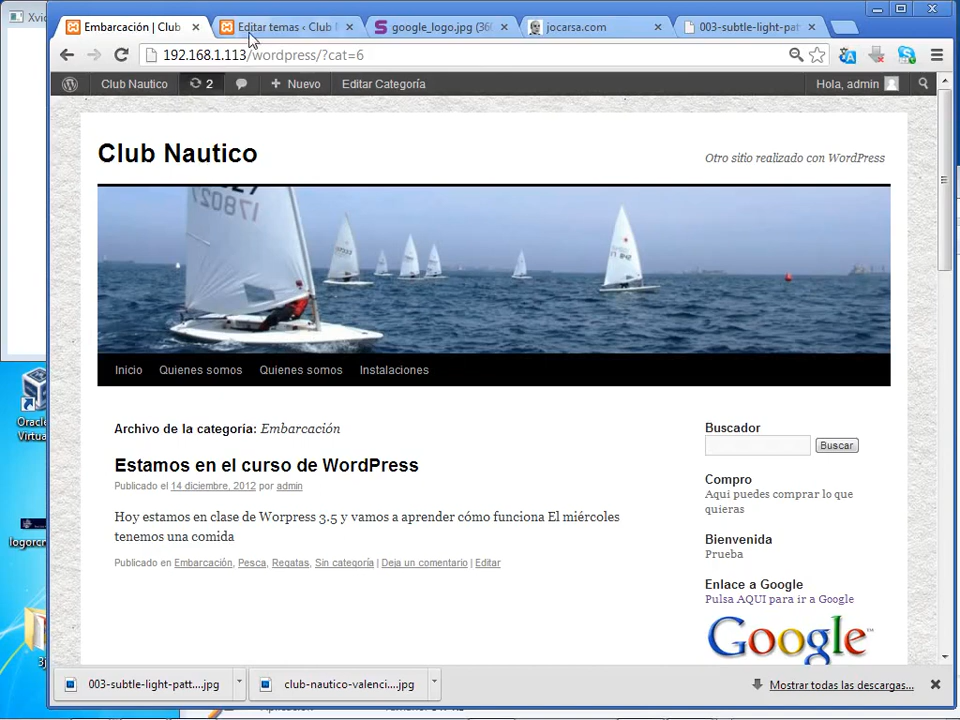 Xvi
Embarcación | Club
Editar temas ‹ Club
google_logo.jpg (36
jocarsa.com
003-subtle-light-pat
192.168.1.113/wordpress/?cat=6
Club Nautico
2
Nuevo
Editar Categoría
Hola, admin
Club Nautico
Otro sitio realizado con WordPress
178027
Inicio
Quienes somos
Quienes somos
Instalaciones
Archivo de la categoría: Embarcación
Buscador
Buscar
Estamos en el curso de WordPress
Publicado el 14 diciembre, 2012 por admin
Compro
Aqui puedes comprar lo que
quieras
Hoy estamos en clase de Worpress 3.5 y vamos a aprender cómo funciona El miércoles
tenemos una comida
Bienvenida
Prueba
Publicado en Embarcación, Pesca, Regatas, Sin categoría | Deja un comentario | Editar
Enlace a Google
Pulsa AQUI para ir a Google
Google
Oracle
Virtua
logorcn
003-subtle-light-patt....jpg
club-nautico-valenci....jpg
Mostrar todas las descargas...